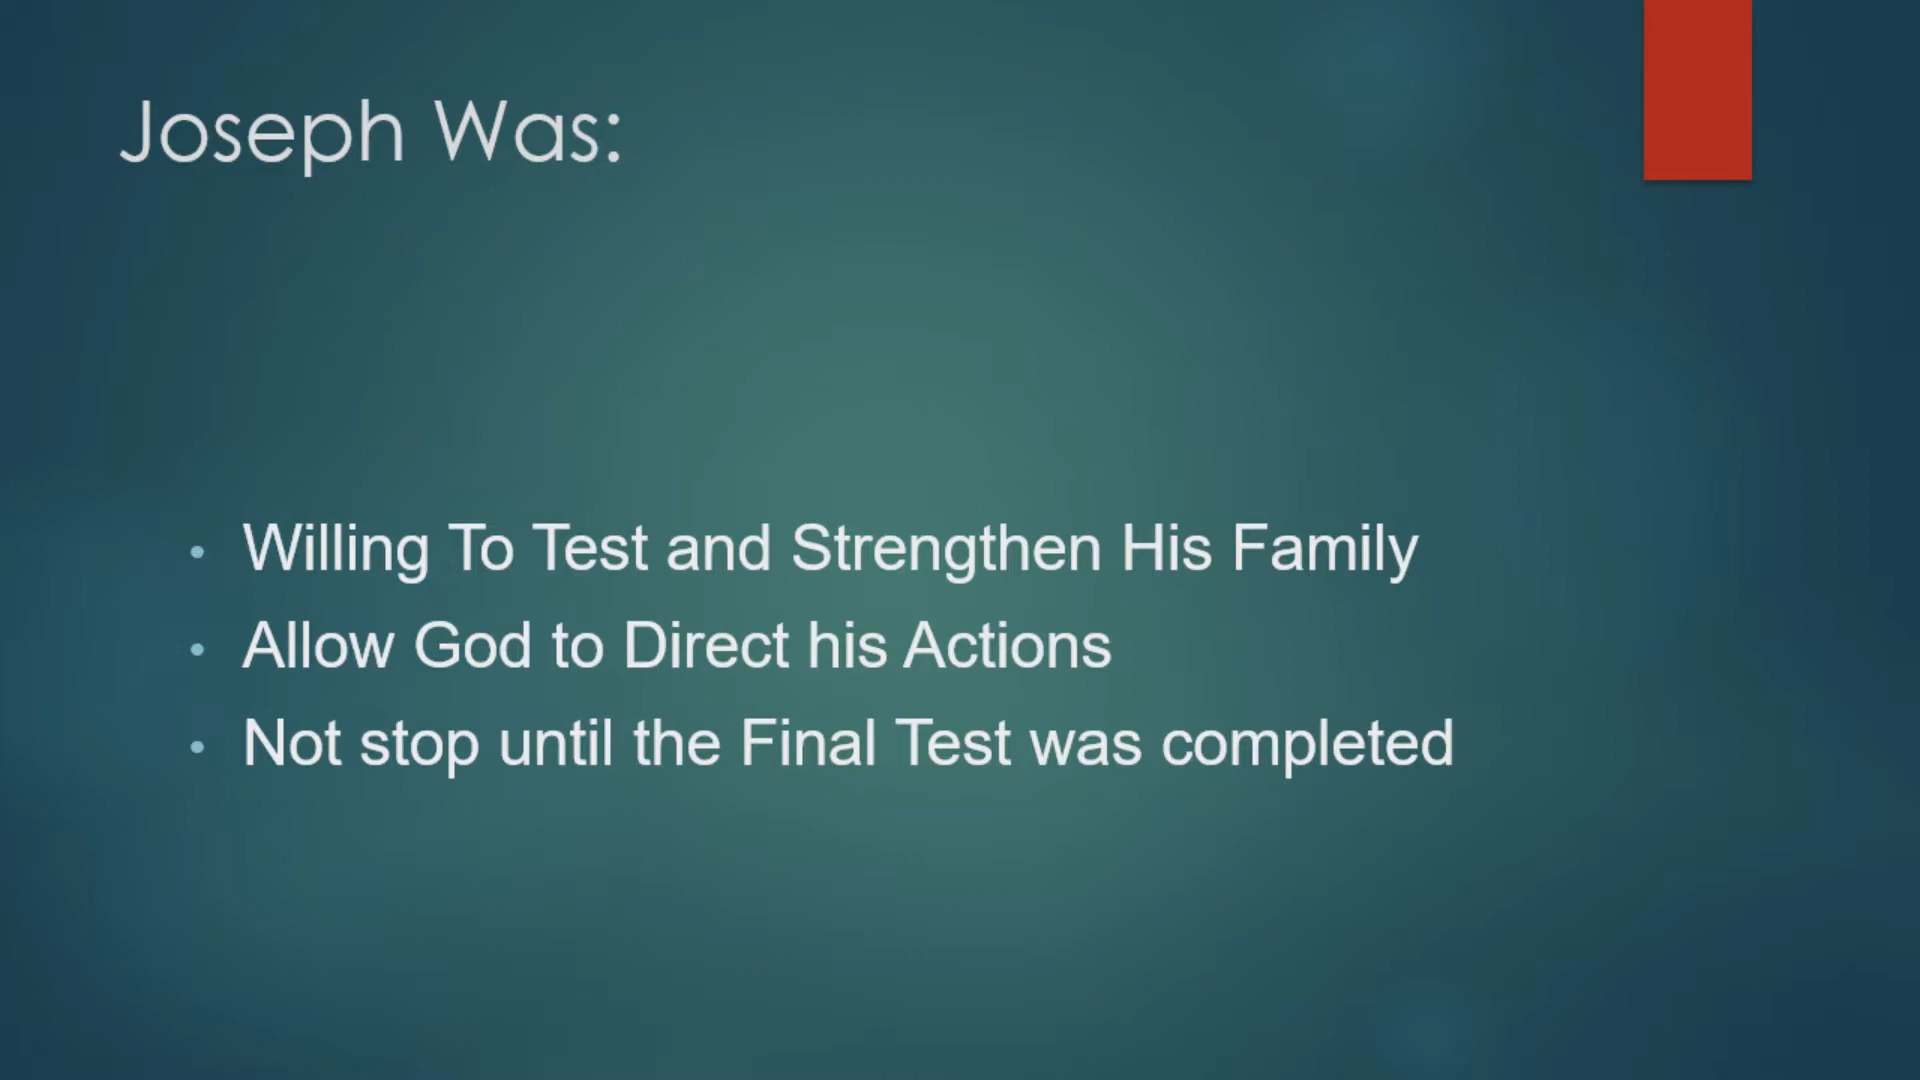 Joseph Was:
• Willing To Test and Strengthen His Family
• Allow God to Direct his Actions
• Not stop until the Final Test was completed